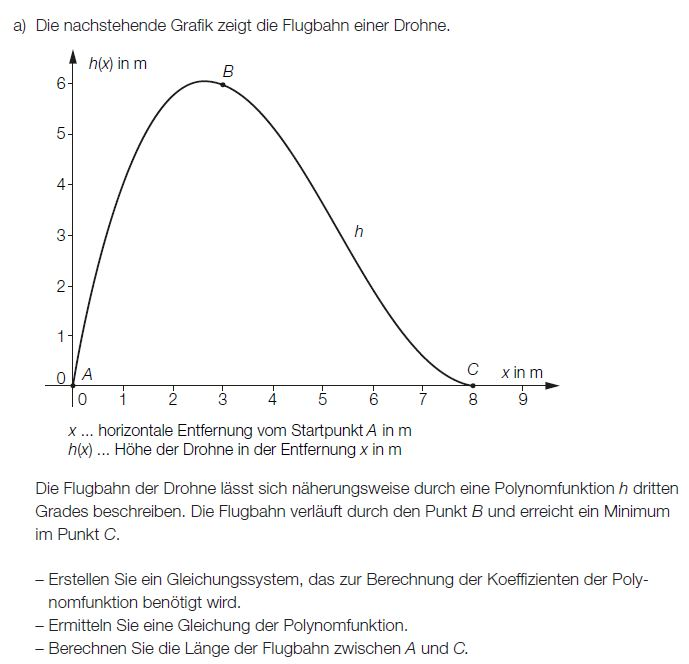 a) Die nachstehende Grafik zeigt die Flugbahn einer Drohne.
h(x) in m
B
6
5
4
3
h
2
1
0 A
C x in m
0 1 2 3 4 5 6 7 8 9
x ... horizontale Entfernung vom Startpunkt A in m
h(x) ... Höhe der Drohne in der Entfernung x in m
Die Flugbahn der Drohne lässt sich näherungsweise durch eine Polynomfunktion h dritten
Grades beschreiben. Die Flugbahn verläuft durch den Punkt B und erreicht ein Minimum
im Punkt C.
– Erstellen Sie ein Gleichungssystem, das zur Berechnung der Koeffizienten der Poly-
nomfunktion benötigt wird.
– Ermitteln Sie eine Gleichung der Polynomfunktion.
– Berechnen Sie die Länge der Flugbahn zwischen A und C.